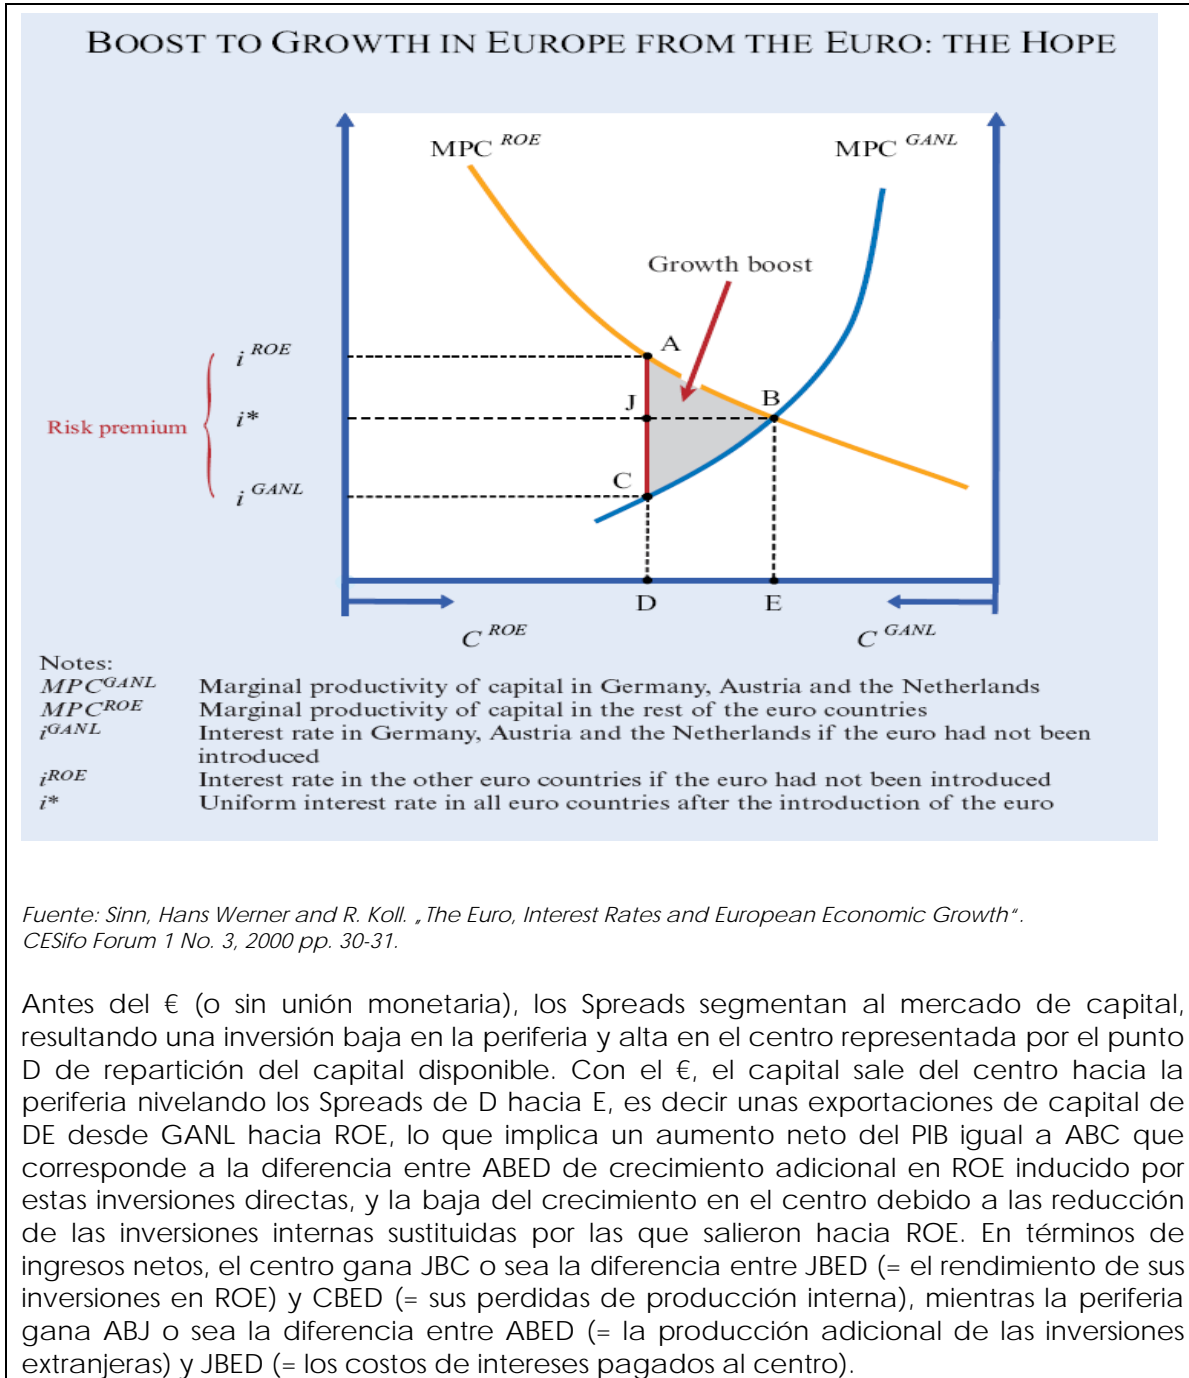 BOOST TO GROWTH IN EUROPE FROM THE EURO: THE HOPE
MPC ROE
MPC GANL
Growth boost
i ROE
A
Risk premium
i*
J
B
i GANL
C
D
E
C ROE
C GANL
Notes:
MPC GANL Marginal productivity of capital in Germany, Austria and the Netherlands
MPC ROE Marginal productivity of capital in the rest of the euro countries
i GANL Interest rate in Germany, Austria and the Netherlands if the euro had not been
introduced
i ROE Interest rate in the other euro countries if the euro had not been introduced
i* Uniform interest rate in all euro countries after the introduction of the euro
Fuente: Sinn, Hans Werner and R. Koll. „The Euro, Interest Rates and European Economic Growth“.
CESifo Forum 1 No. 3, 2000 pp. 30-31.
Antes del € (o sin unión monetaria), los Spreads segmentan al mercado de capital,
resultando una inversión baja en la periferia y alta en el centro representada por el punto
D de repartición del capital disponible. Con el €, el capital sale del centro hacia la
periferia nivelando los Spreads de D hacia E, es decir unas exportaciones de capital de
DE desde GANL hacia ROE, lo que implica un aumento neto del PIB igual a ABC que
corresponde a la diferencia entre ABED de crecimiento adicional en ROE inducido por
estas inversiones directas, y la baja del crecimiento en el centro debido a las reducción
de las inversiones internas sustituidas por las que salieron hacia ROE. En términos de
ingresos netos, el centro gana JBC o sea la diferencia entre JBED (= el rendimiento de sus
inversiones en ROE) y CBED (= sus perdidas de producción interna), mientras la periferia
gana ABJ o sea la diferencia entre ABED (= la producción adicional de las inversiones
extranjeras) y JBED (= los costos de intereses pagados al centro).